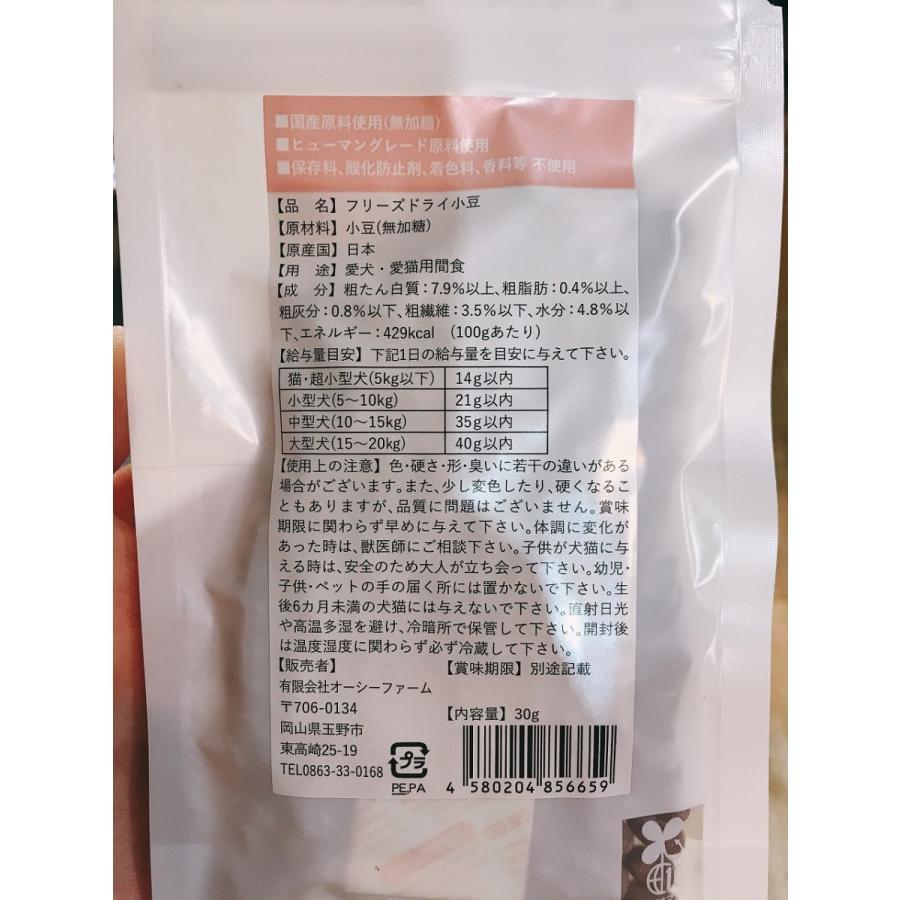 ■国産原料使用(無加糖)
■ヒューマングレード原料使用
■保存料、酸化防止剤、着色料、香料等 不使用
【品　名】フリーズドライ小豆
【原材料】小豆(無加糖)
【原産国】日本
【用　途】愛犬・愛猫用間食
【成　分】粗たん白質：7.9%以上、粗脂肪：0.4%以上、
粗灰分：0.8%以下、粗繊維：3.5%以下、水分：4.8%以
下、エネルギー：429kcal　(100gあたり)
【給与量目安】下記1日の給与量を目安に与えて下さい。
猫・超小型犬(5kg以下) 14g以内
小型犬(5〜10kg) 21g以内
中型犬(10〜15kg) 35g以内
大型犬(15〜20kg) 40g以内
【使用上の注意】色・硬さ・形・臭いに若干の違いがある
場合がございます。また、少し変色したり、硬くなるこ
ともありますが、品質に問題はございません。賞味
期限に関わらず早めに与えて下さい。体調に変化が
あった時は、獣医師にご相談下さい。子供が犬猫に与
える時は、安全のため大人が立ち会って下さい。幼児・
子供・ペットの手の届く所には置かないで下さい。生
後6カ月未満の犬猫には与えないで下さい。直射日光
や高温多湿を避け、冷暗所で保管して下さい。開封後
は温度湿度に関わらず必ず冷蔵して下さい。
【販売者】
【賞味期限】別途記載
有限会社オーシーファーム
〒706-0134
岡山県玉野市
東高崎25-19
TEL0863-33-0168
【内容量】30g
プラ
PE,PA
4 580204 856659